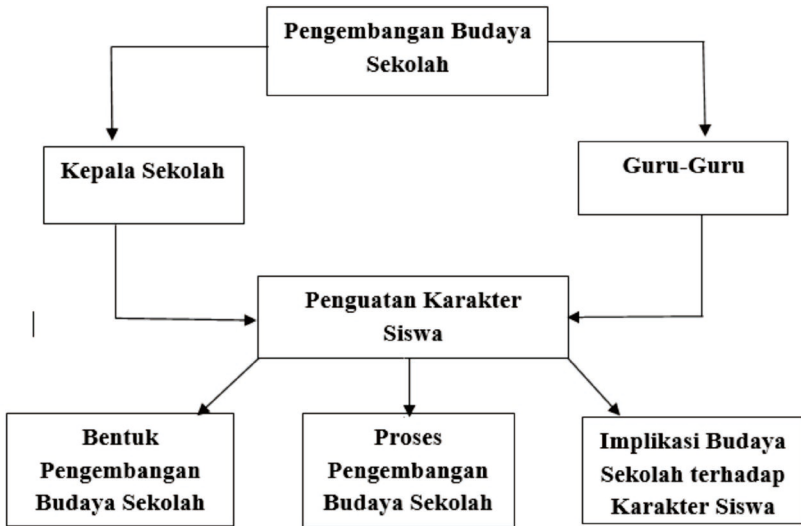 Pengembangan Budaya
Sekolah
Kepala Sekolah
Guru-Guru
Penguatan Karakter
Siswa
Bentuk
Pengembangan
Budaya Sekolah
Proses
Pengembangan
Budaya Sekolah
Implikasi Budaya
Sekolah terhadap
Karakter Siswa